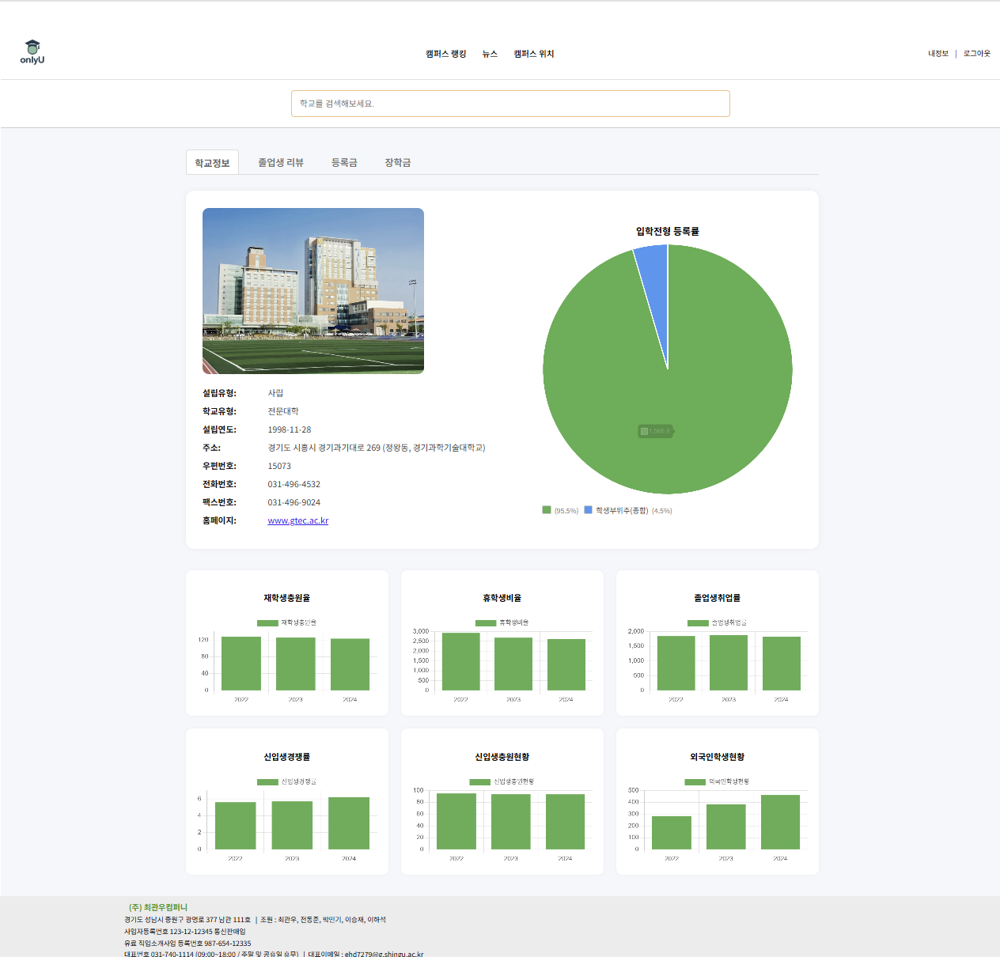 onlyU
캠퍼스 랭킹 뉴스 캠퍼스 위치
내정보 | 로그아웃
학교를 검색해보세요.
학교정보 졸업생 리뷰 등록금 장학금
입학전형 등록률
(95.5%) 학생부위주(종합) (4.5%)
설립유형: 사립
학교유형: 전문대학
설립연도: 1998-11-28
주소: 경기도 시흥시 경기과기대로 269 (정왕동, 경기과학기술대학교)
우편번호: 15073
전화번호: 031-496-4532
팩스번호: 031-496-9024
홈페이지: www.gtec.ac.kr
재학생충원율
재학생충원율
120
80
40
0
2022 2023 2024
휴학생비율
휴학생비율
3,000
2,500
2,000
1,500
1,000
500
0
2022 2023 2024
졸업생취업률
졸업생취업률
2,000
1,500
1,000
500
0
2022 2023 2024
신입생경쟁률
신입생경쟁률
6
4
2
0
2022 2023 2024
신입생충원현황
신입생충원현황
100
80
60
40
20
0
2022 2023 2024
외국인학생현황
외국인학생현황
500
400
300
200
100
0
2022 2023 2024
(주) 최관우컴퍼니
경기도 성남시 중원구 광명로 377 남관 111호 | 조원 : 최관우, 전동준, 박민기, 이승재, 이하석
사업자등록번호 123-12-12345 통신판매업
유료 직업소개사업 등록번호 987-654-12335
대표번호 031-740-1114 (09:00~18:00 / 주말 및 공휴일 휴무) | 대표이메일 : ehd7279@g.shingu.ac.kr